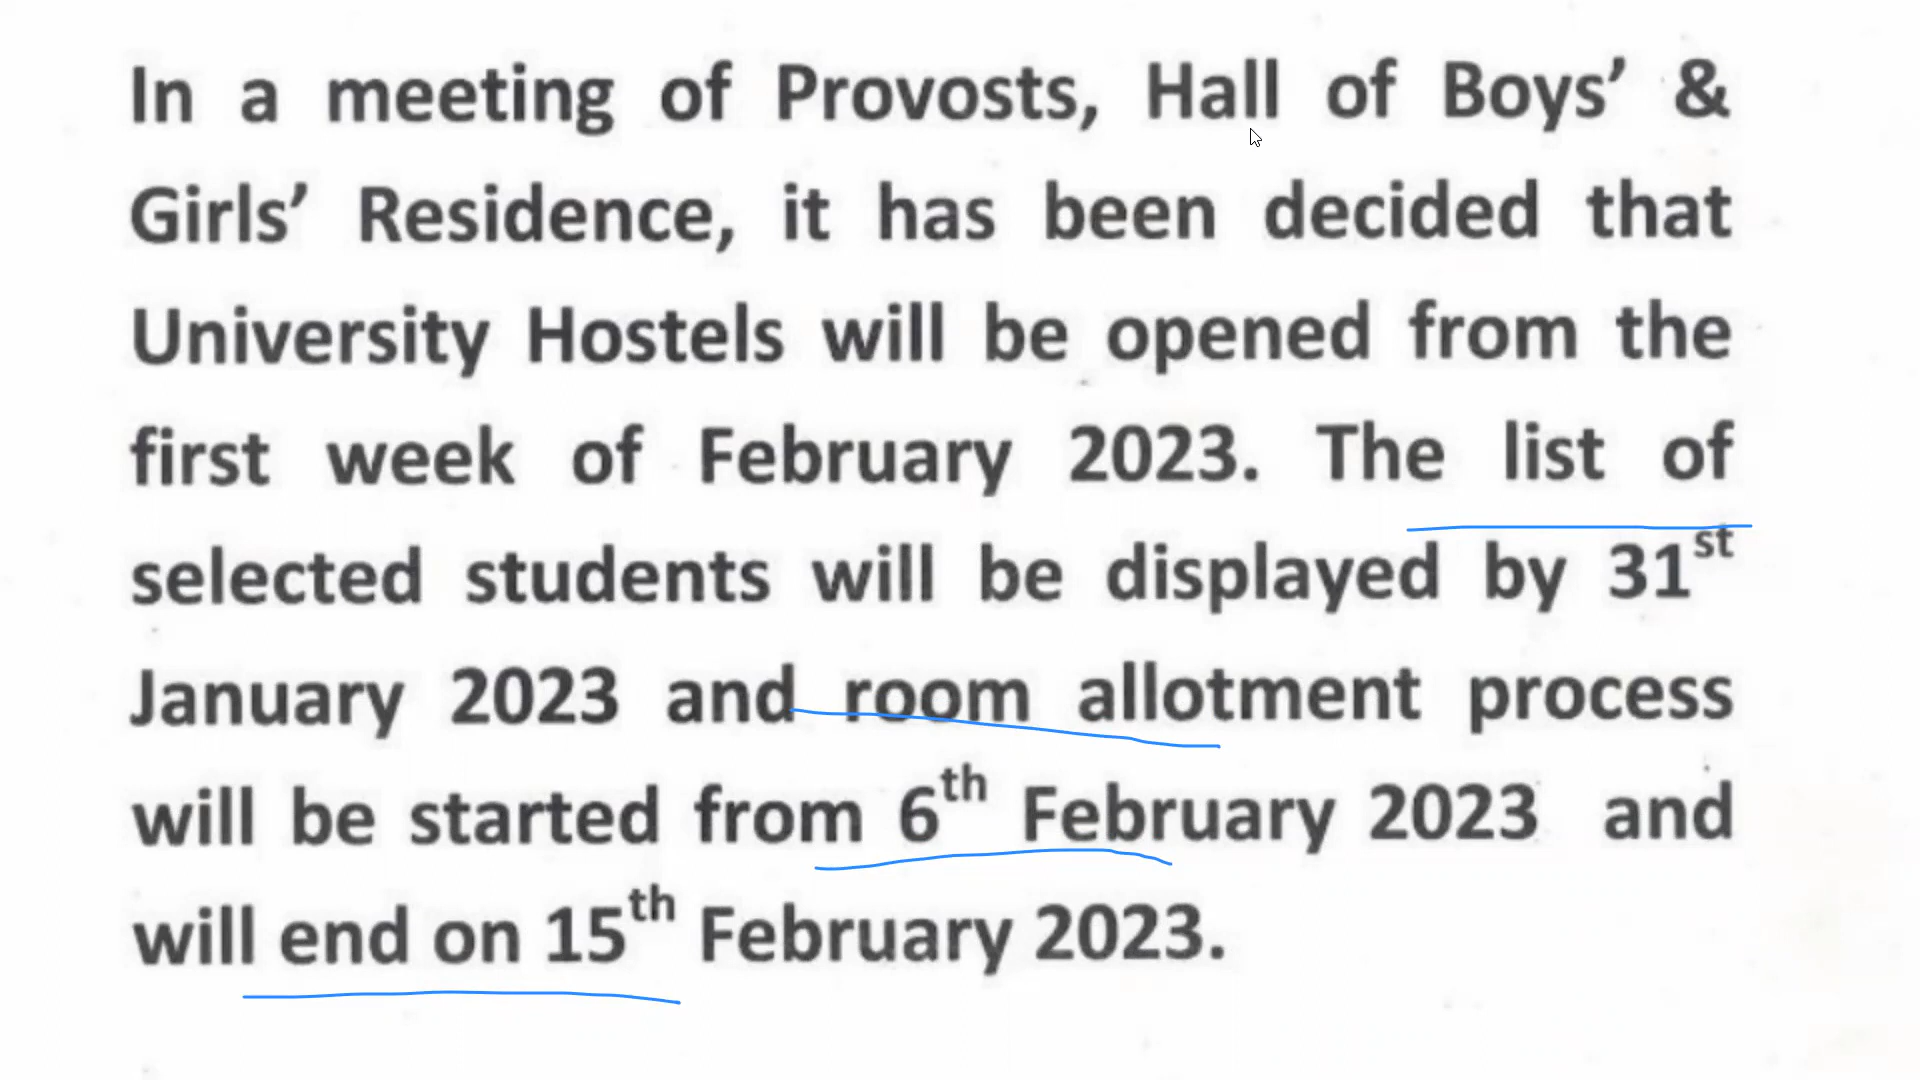 In a meeting of Provosts, Hall of Boys’ &
Girls’ Residence, it has been decided that
University Hostels will be opened from the
first week of February 2023. The list of
selected students will be displayed by 31st
January 2023 and room allotment process
will be started from 6th February 2023 and
will end on 15th February 2023.